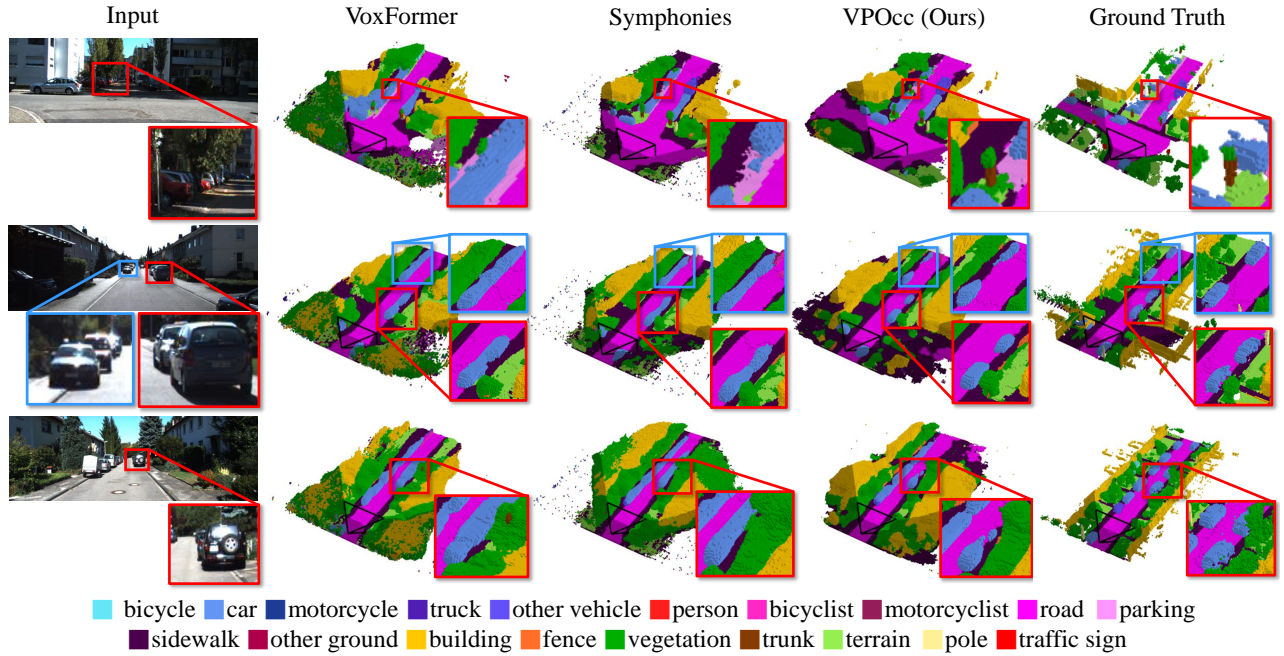 Input VoxFormer Symphonies VPOcc (Ours) Ground Truth
bicycle car motorcycle truck other vehicle person bicyclist motorcyclist road parking
sidewalk other ground building fence vegetation trunk terrain pole traffic sign